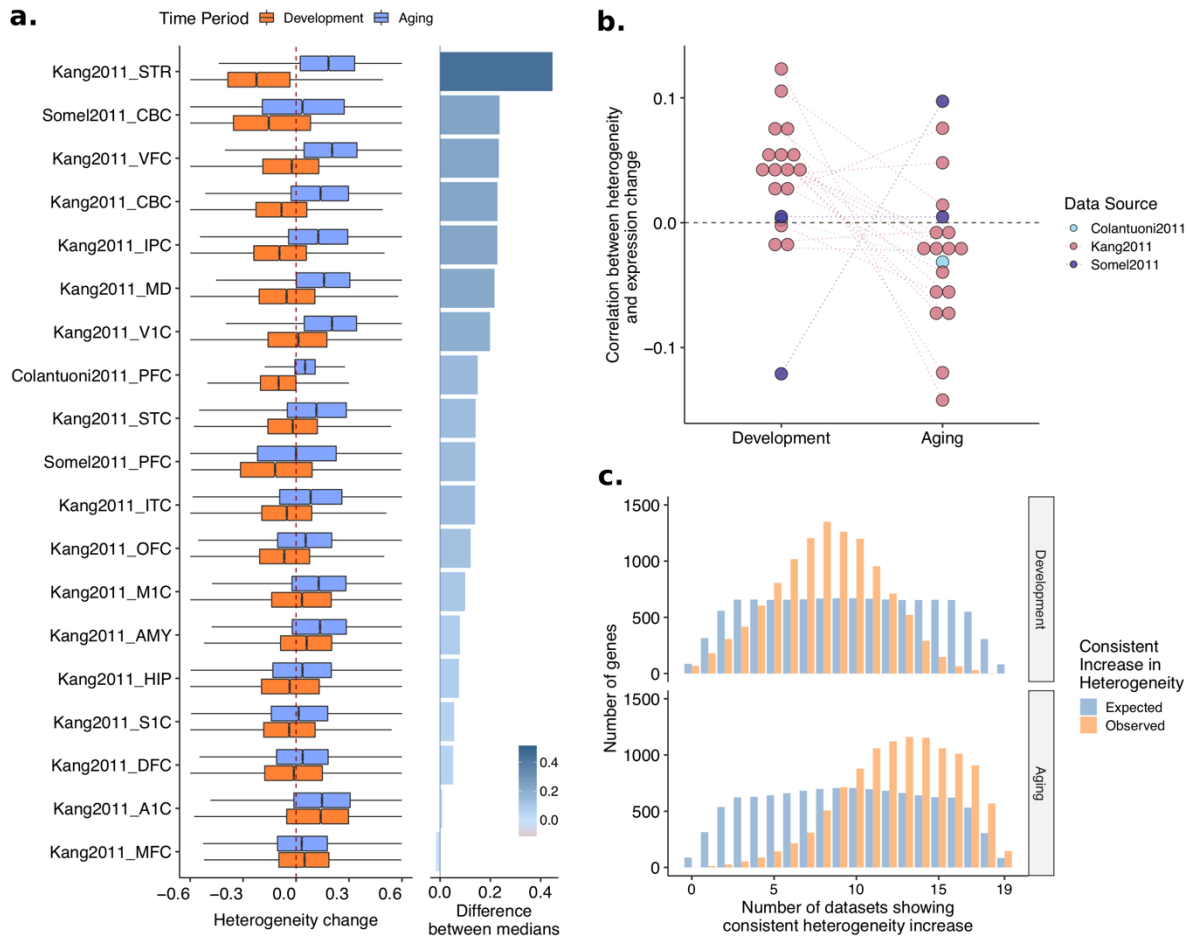 a.
Time Period Development Aging
Kang2011_STR
Somel2011_CBC
Kang2011_VFC
Kang2011_CBC
Kang2011_IPC
Kang2011_MD
Kang2011_V1C
Colantuoni2011_PFC
Kang2011_STC
Somel2011_PFC
Kang2011_ITC
Kang2011_OFC
Kang2011_M1C
Kang2011_AMY
Kang2011_HIP
Kang2011_S1C
Kang2011_DFC
Kang2011_A1C
Kang2011_MFC
−0.6 −0.3 0.0 0.3 0.6
Heterogeneity change
0.4
0.2
0.0
0.0 0.2 0.4
Difference
between medians
b.
Correlation between heterogeneity
and expression change
0.1
0.0
−0.1
Development Aging
Data Source
Colantuoni2011
Kang2011
Somel2011
c.
Number of genes
1500
1000
500
0
Development
1500
1000
500
0
Aging
0 5 10 15 19
Number of datasets showing
consistent heterogeneity increase
Consistent
Increase in
Heterogeneity
Expected
Observed